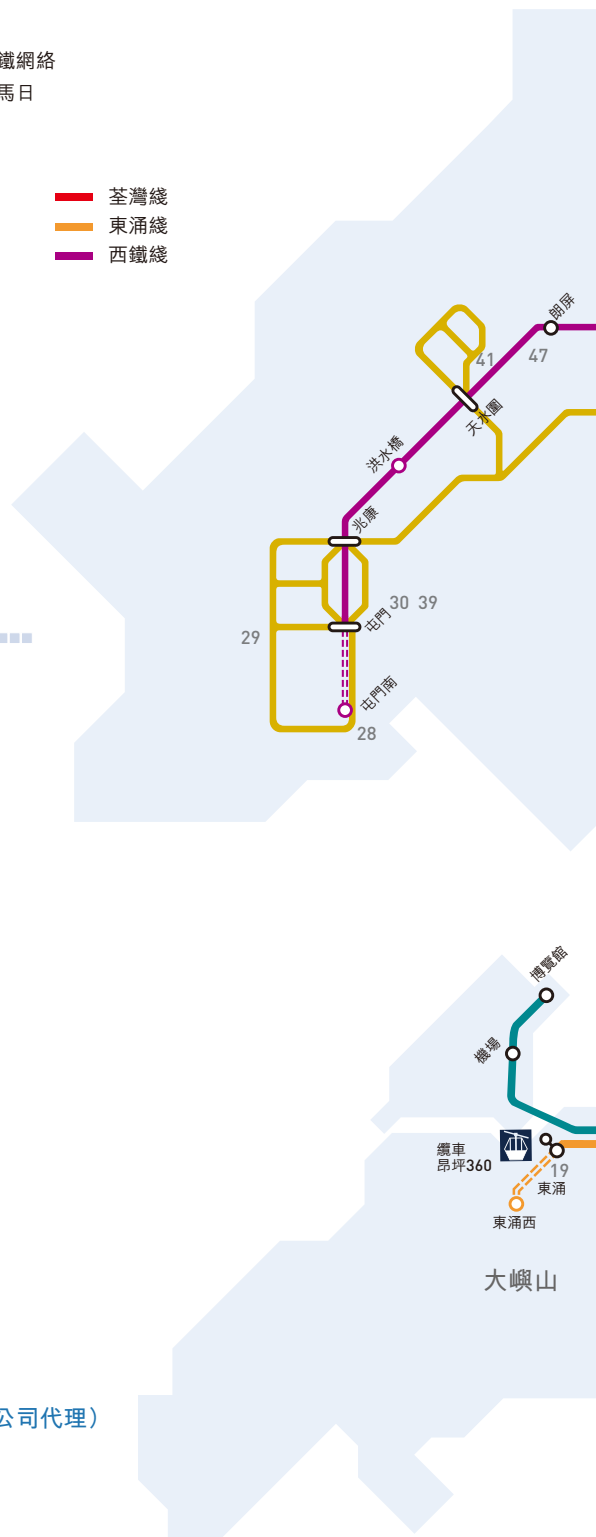 鐵網絡
馬日
荃灣綫
東涌綫
西鐵綫
朗屏
47
41
天水圍
洪水橋
兆康
30 39
屯門
29
屯門南
28
博覽館
機場
纜車
昂坪360
19
東涌
東涌西
大嶼山
公司代理）